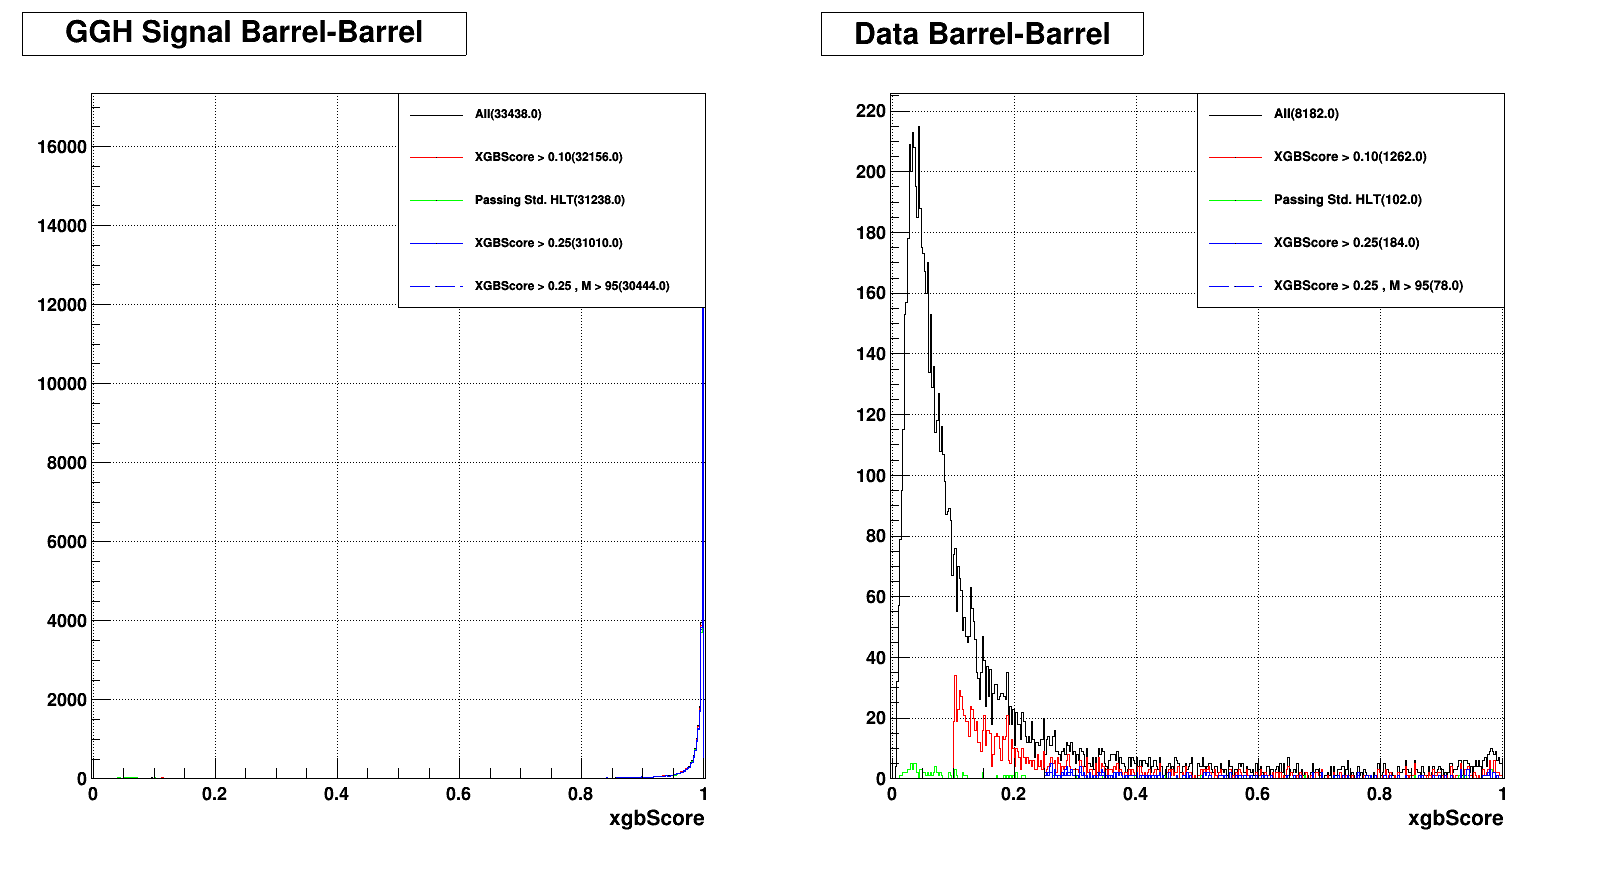 GGH Signal Barrel-Barrel
All(33438.0)
XGBScore > 0.10(32156.0)
Passing Std. HLT(31238.0)
XGBScore > 0.25(31010.0)
XGBScore > 0.25 , M > 95(30444.0)
16000
14000
12000
10000
8000
6000
4000
2000
0
0 0.2 0.4 0.6 0.8 1
xgbScore
Data Barrel-Barrel
All(8182.0)
XGBScore > 0.10(1262.0)
Passing Std. HLT(102.0)
XGBScore > 0.25(184.0)
XGBScore > 0.25 , M > 95(78.0)
220
200
180
160
140
120
100
80
60
40
20
0
0 0.2 0.4 0.6 0.8 1
xgbScore